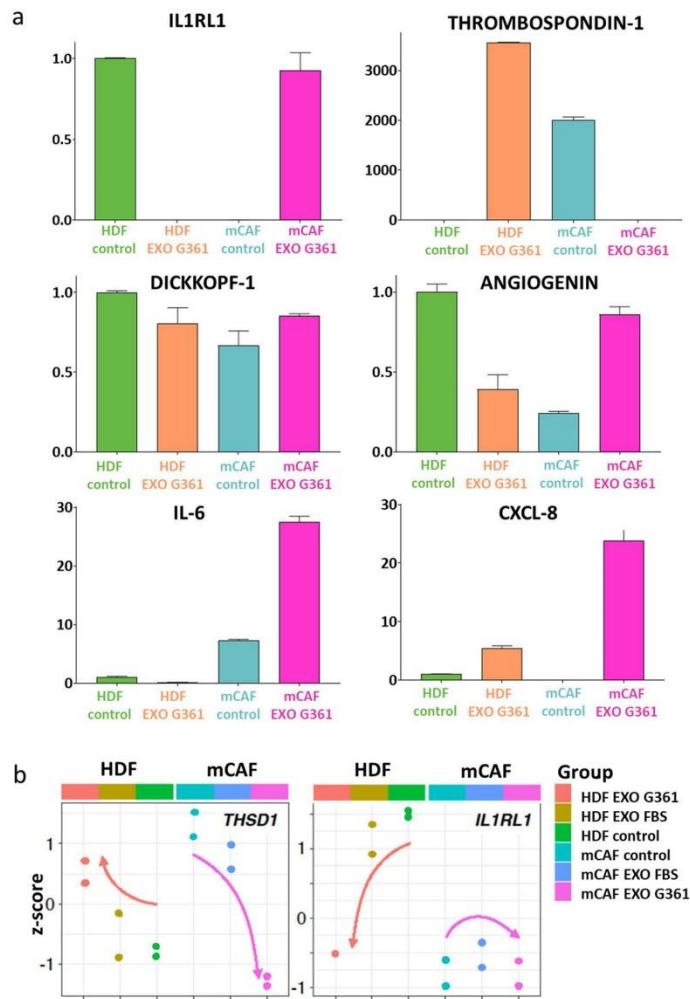 a
IL1RL1
1.0
0.5
0.0
HDF control
HDF EXO G361
mCAF control
mCAF EXO G361
THROMBOSPONDIN-1
3000
2000
1000
0
HDF control
HDF EXO G361
mCAF control
mCAF EXO G361
DICKKOPF-1
1.0
0.5
0.0
HDF control
HDF EXO G361
mCAF control
mCAF EXO G361
ANGIOGENIN
1.0
0.5
0.0
HDF control
HDF EXO G361
mCAF control
mCAF EXO G361
IL-6
30
20
10
0
HDF control
HDF EXO G361
mCAF control
mCAF EXO G361
CXCL-8
30
20
10
0
HDF control
HDF EXO G361
mCAF control
mCAF EXO G361
b
HDF
mCAF
THSD1
z-score
1
0
-1
HDF
mCAF
IL1RL1
1
0
-1
Group
HDF EXO G361
HDF EXO FBS
HDF control
mCAF control
mCAF EXO FBS
mCAF EXO G361